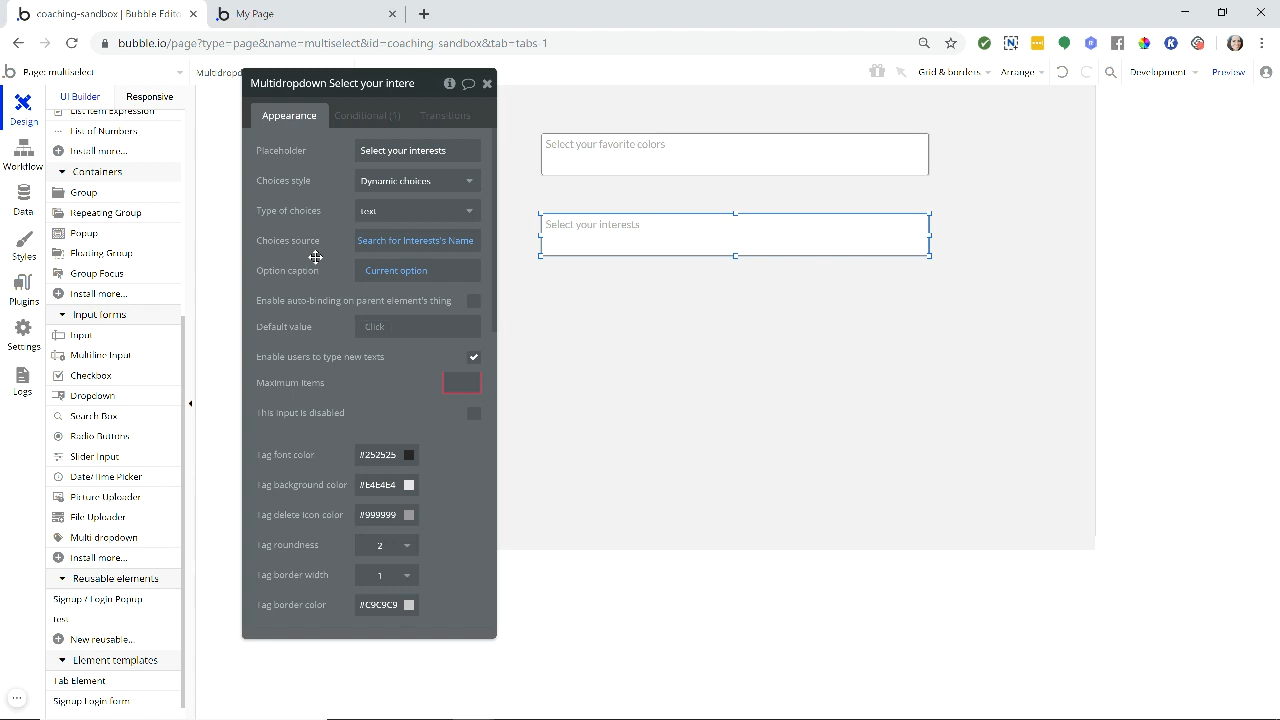 coaching-sandbox | Bubble Edito
My Page
bubble.io/page?type=page&name=multiselect&id=coaching-sandbox&tab=tabs-1
Page: multiselect
Multidropdown
Grid & borders
Arrange
Development
Preview
UI Builder
Responsive
Multidropdown Select your intere
Appearance
Conditional (1)
Transitions
Placeholder
Select your interests
Choices style
Dynamic choices
Type of choices
text
Choices source
Search for Interests's Name
Option caption
Current option
Enable auto-binding on parent element's thing
Default value
Click
Enable users to type new texts
Maximum items
This input is disabled
Tag font color
#252525
Tag background color
#E4E4E4
Tag delete icon color
#999999
Tag roundness
2
Tag border width
1
Tag border color
#C9C9C9
Design
Workflow
Data
Styles
Plugins
Settings
Logs
Item Expansion
List of Numbers
Install more...
Containers
Group
Repeating Group
Popup
Floating Group
Group Focus
Install more...
Input forms
Input
Multiline Input
Checkbox
Dropdown
Search Box
Radio Buttons
Slider Input
Date/Time Picker
Picture Uploader
File Uploader
Multidropdown
Install more...
Reusable elements
Signup / Login Popup
test
New reusable...
Element templates
Tab Element
Signup Login Form
Select your favorite colors
Select your interests